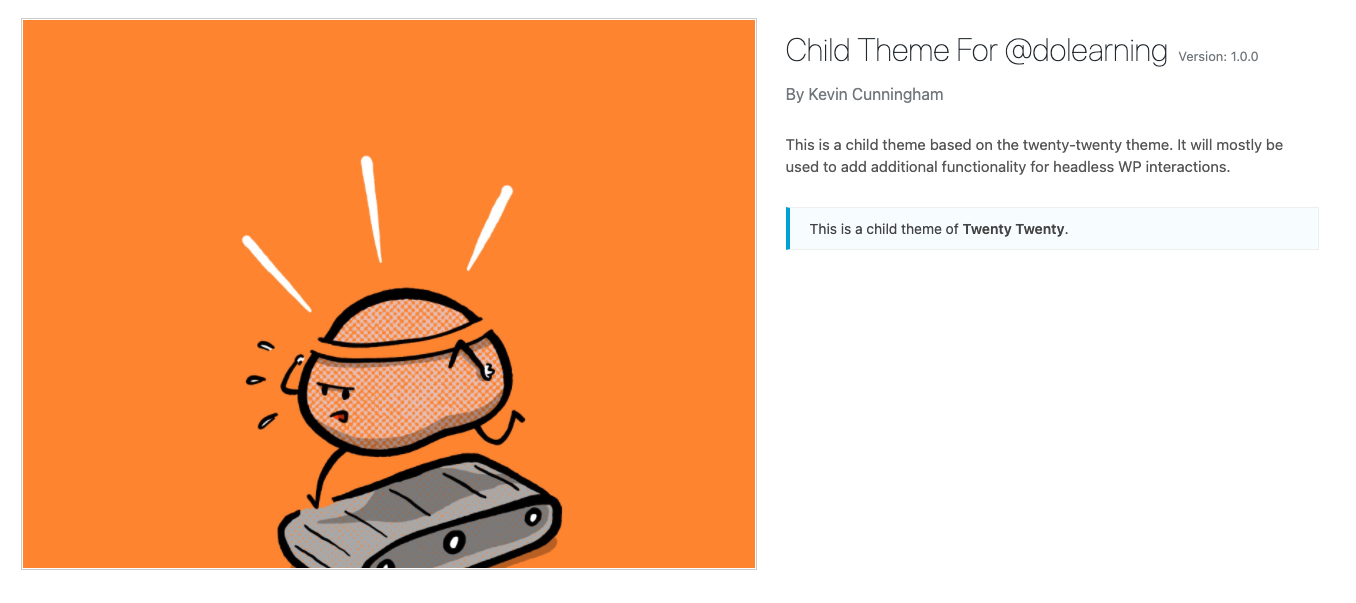 Child Theme For @dolearning Version: 1.0.0
By Kevin Cunningham
This is a child theme based on the twenty-twenty theme. It will mostly be
used to add additional functionality for headless WP interactions.
This is a child theme of Twenty Twenty.